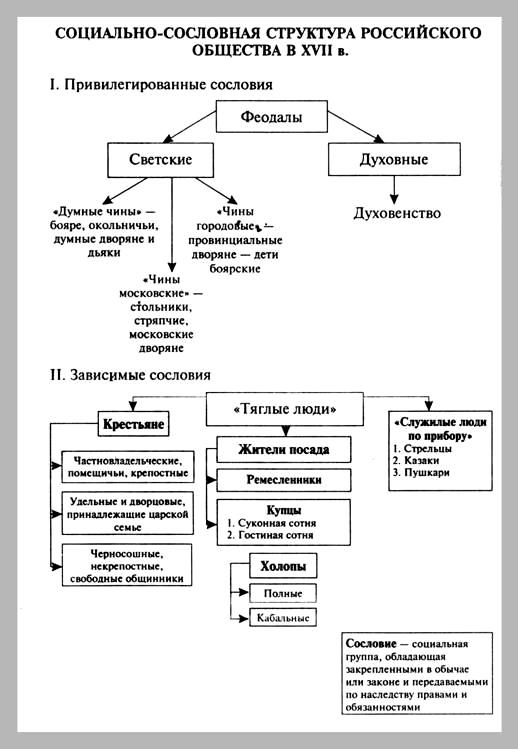 СОЦИАЛЬНО-СОСЛОВНАЯ СТРУКТУРА РОССИЙСКОГО
ОБЩЕСТВА В XVII в.
I. Привилегированные сословия
Феодалы
Светские
Духовные
«Думные чины» —
бояре, окольничьи,
думные дворяне и
дьяки
«Чины
московские» —
стольники,
стряпчие,
московские
дворяне
«Чины
городовые» —
провинциальные
дворяне — дети
боярские
Духовенство
II. Зависимые сословия
«Тяглые люди»
Крестьяне
Частновладельческие,
помещичьи, крепостные
Удельные и дворцовые,
принадлежащие царской
семье
Черносошные,
некрепостные,
свободные общинники
Жители посада
Ремесленники
Купцы
1. Суконная сотня
2. Гостиная сотня
Холопы
Полные
Кабальные
«Служилые люди
по прибору»
1. Стрельцы
2. Казаки
3. Пушкари
Сословие — социальная
группа, обладающая
закрепленными в обычае
или законе и передаваемыми
по наследству правами и
обязанностями